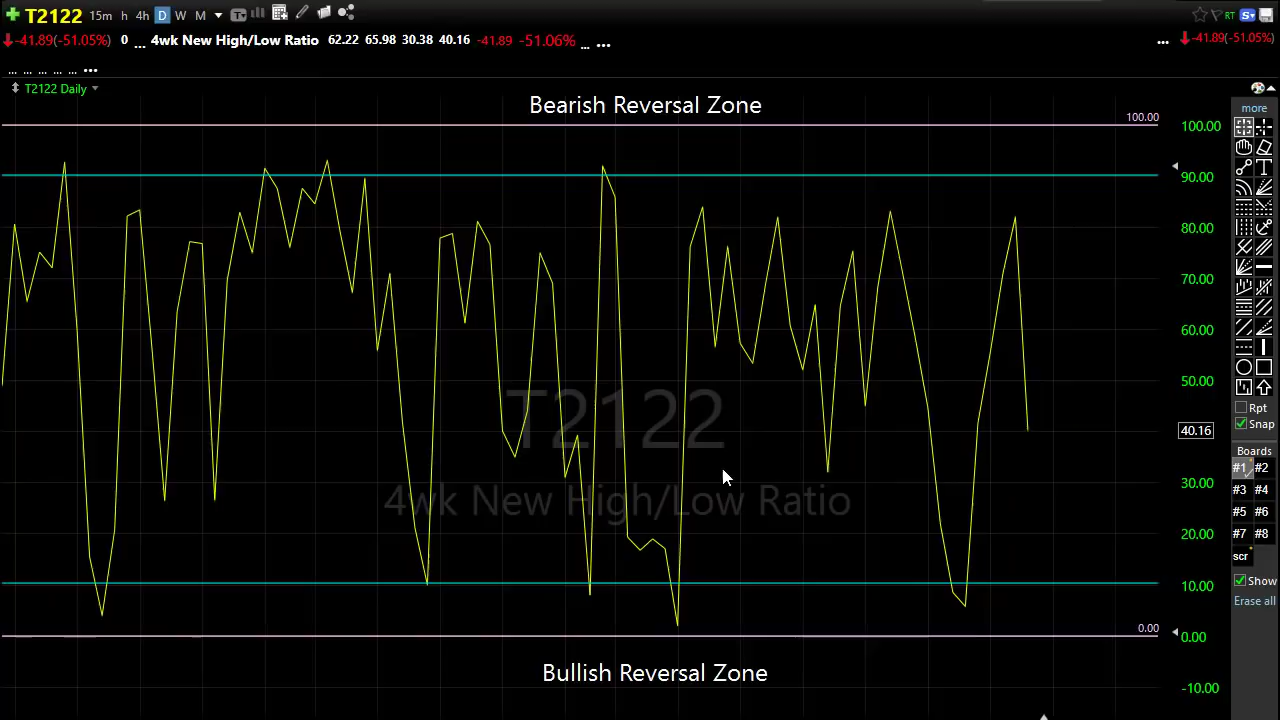 T2122 15m h 4h D W M
RT
-41.89(-51.05%) 0 ... 4wk New High/Low Ratio 62.22 65.98 30.38 40.16 -41.89 -51.06% ... ...
... -41.89(-51.05%)
... ... ... ... ... ...
T2122 Daily
Bearish Reversal Zone
more
100.00
100.00
90.00
80.00
70.00
60.00
50.00
T2122
40.16
4wk New High/Low Ratio
30.00
20.00
10.00
0.00
0.00
Bullish Reversal Zone
-10.00
Rpt
Snap
Boards
#1 #2
#3 #4
#5 #6
#7 #8
scr
Show
Erase all